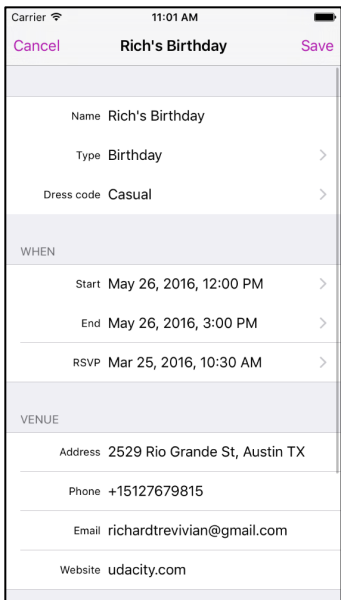 Carrier 11:01 AM
Cancel Rich's Birthday Save
Name Rich's Birthday
Type Birthday
Dress code Casual
WHEN
Start May 26, 2016, 12:00 PM
End May 26, 2016, 3:00 PM
RSVP Mar 25, 2016, 10:30 AM
VENUE
Address 2529 Rio Grande St, Austin TX
Phone +15127679815
Email richardtrevivian@gmail.com
Website udacity.com